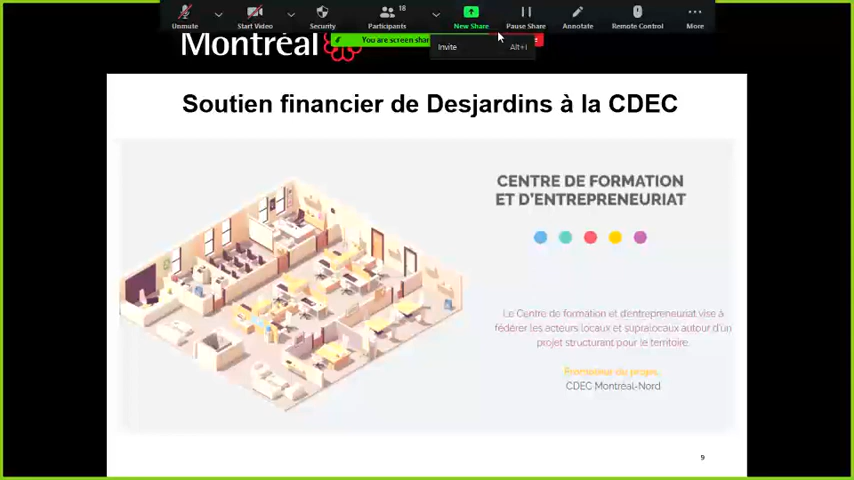 Unmute
Start Video
Security
Participants
18
New Share
Pause Share
Annotate
Remote Control
More
Montréal
You are screen shar
Invite
Alt+I
Soutien financier de Desjardins à la CDEC
CENTRE DE FORMATION
ET D'ENTREPRENEURIAT
Le Centre de formation et d'entrepreneuriat vise à
fédérer les acteurs locaux et supralocaux autour d'un
projet structurant pour le territoire.
Promoteur du projet
CDEC Montréal-Nord
9